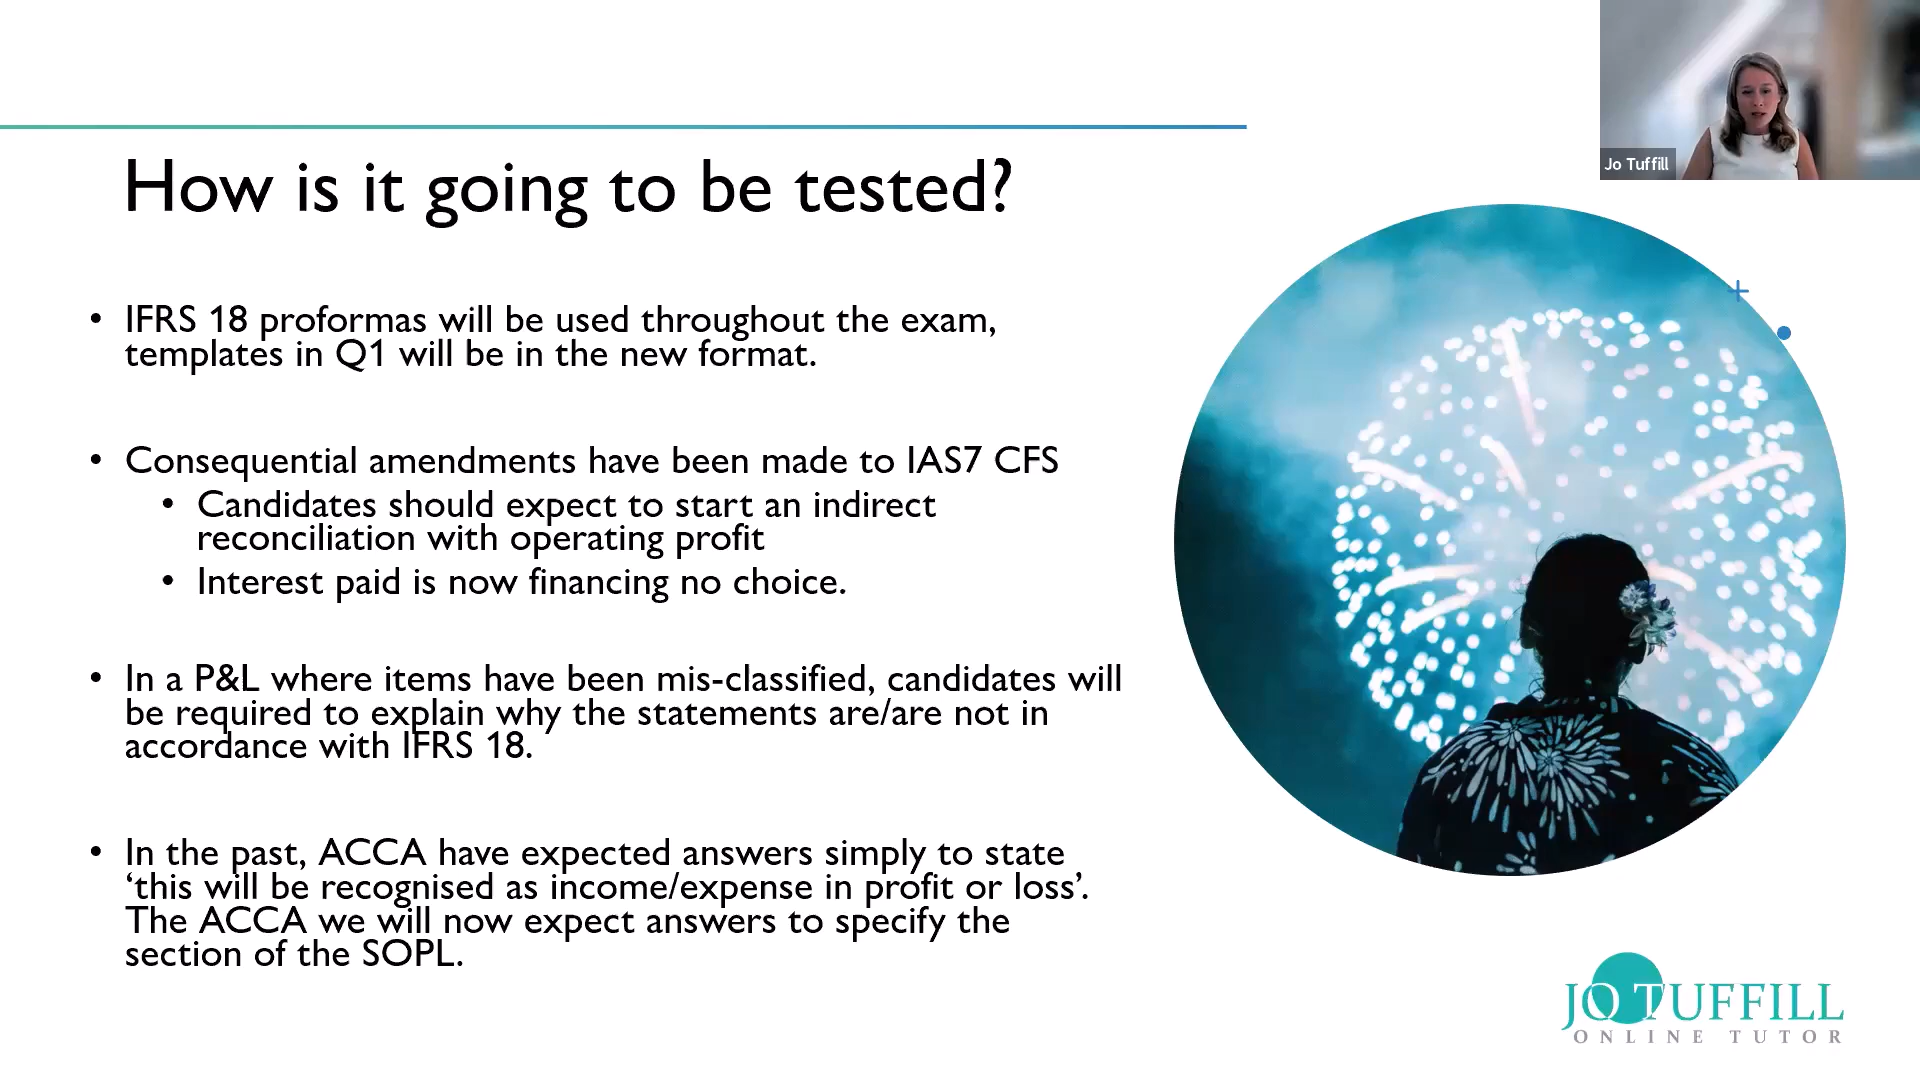 Jo Tuffill
How is it going to be tested?
• IFRS 18 proformas will be used throughout the exam,
templates in Q1 will be in the new format.
• Consequential amendments have been made to IAS7 CFS
• Candidates should expect to start an indirect
reconciliation with operating profit
• Interest paid is now financing no choice.
• In a P&L where items have been mis-classified, candidates will
be required to explain why the statements are/are not in
accordance with IFRS 18.
• In the past, ACCA have expected answers simply to state
‘this will be recognised as income/expense in profit or loss’.
The ACCA we will now expect answers to specify the
section of the SOPL.
JO TUFFILL
ONLINE TUTOR